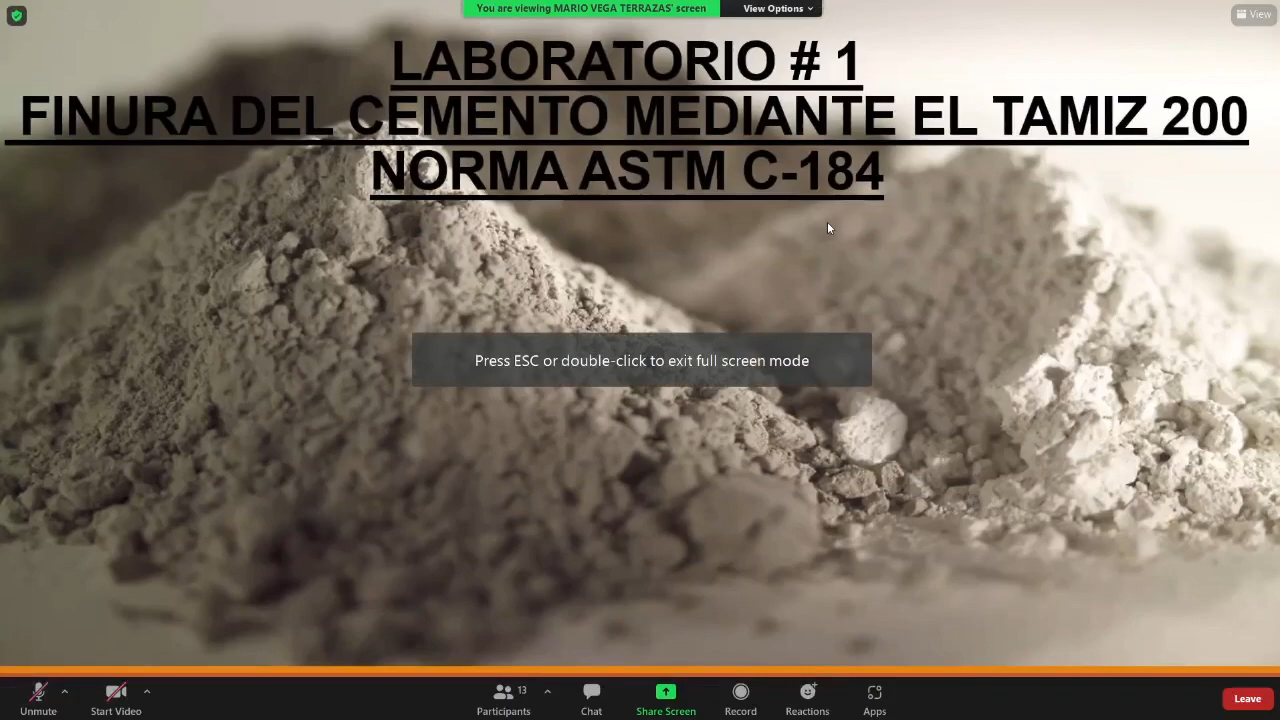 You are viewing MARIO VEGA TERRAZAS' screen
View Options
View
LABORATORIO # 1
FINURA DEL CEMENTO MEDIANTE EL TAMIZ 200
NORMA ASTM C-184
Press ESC or double-click to exit full screen mode
Unmute
Start Video
13
Participants
Chat
Share Screen
Record
Reactions
Apps
Leave